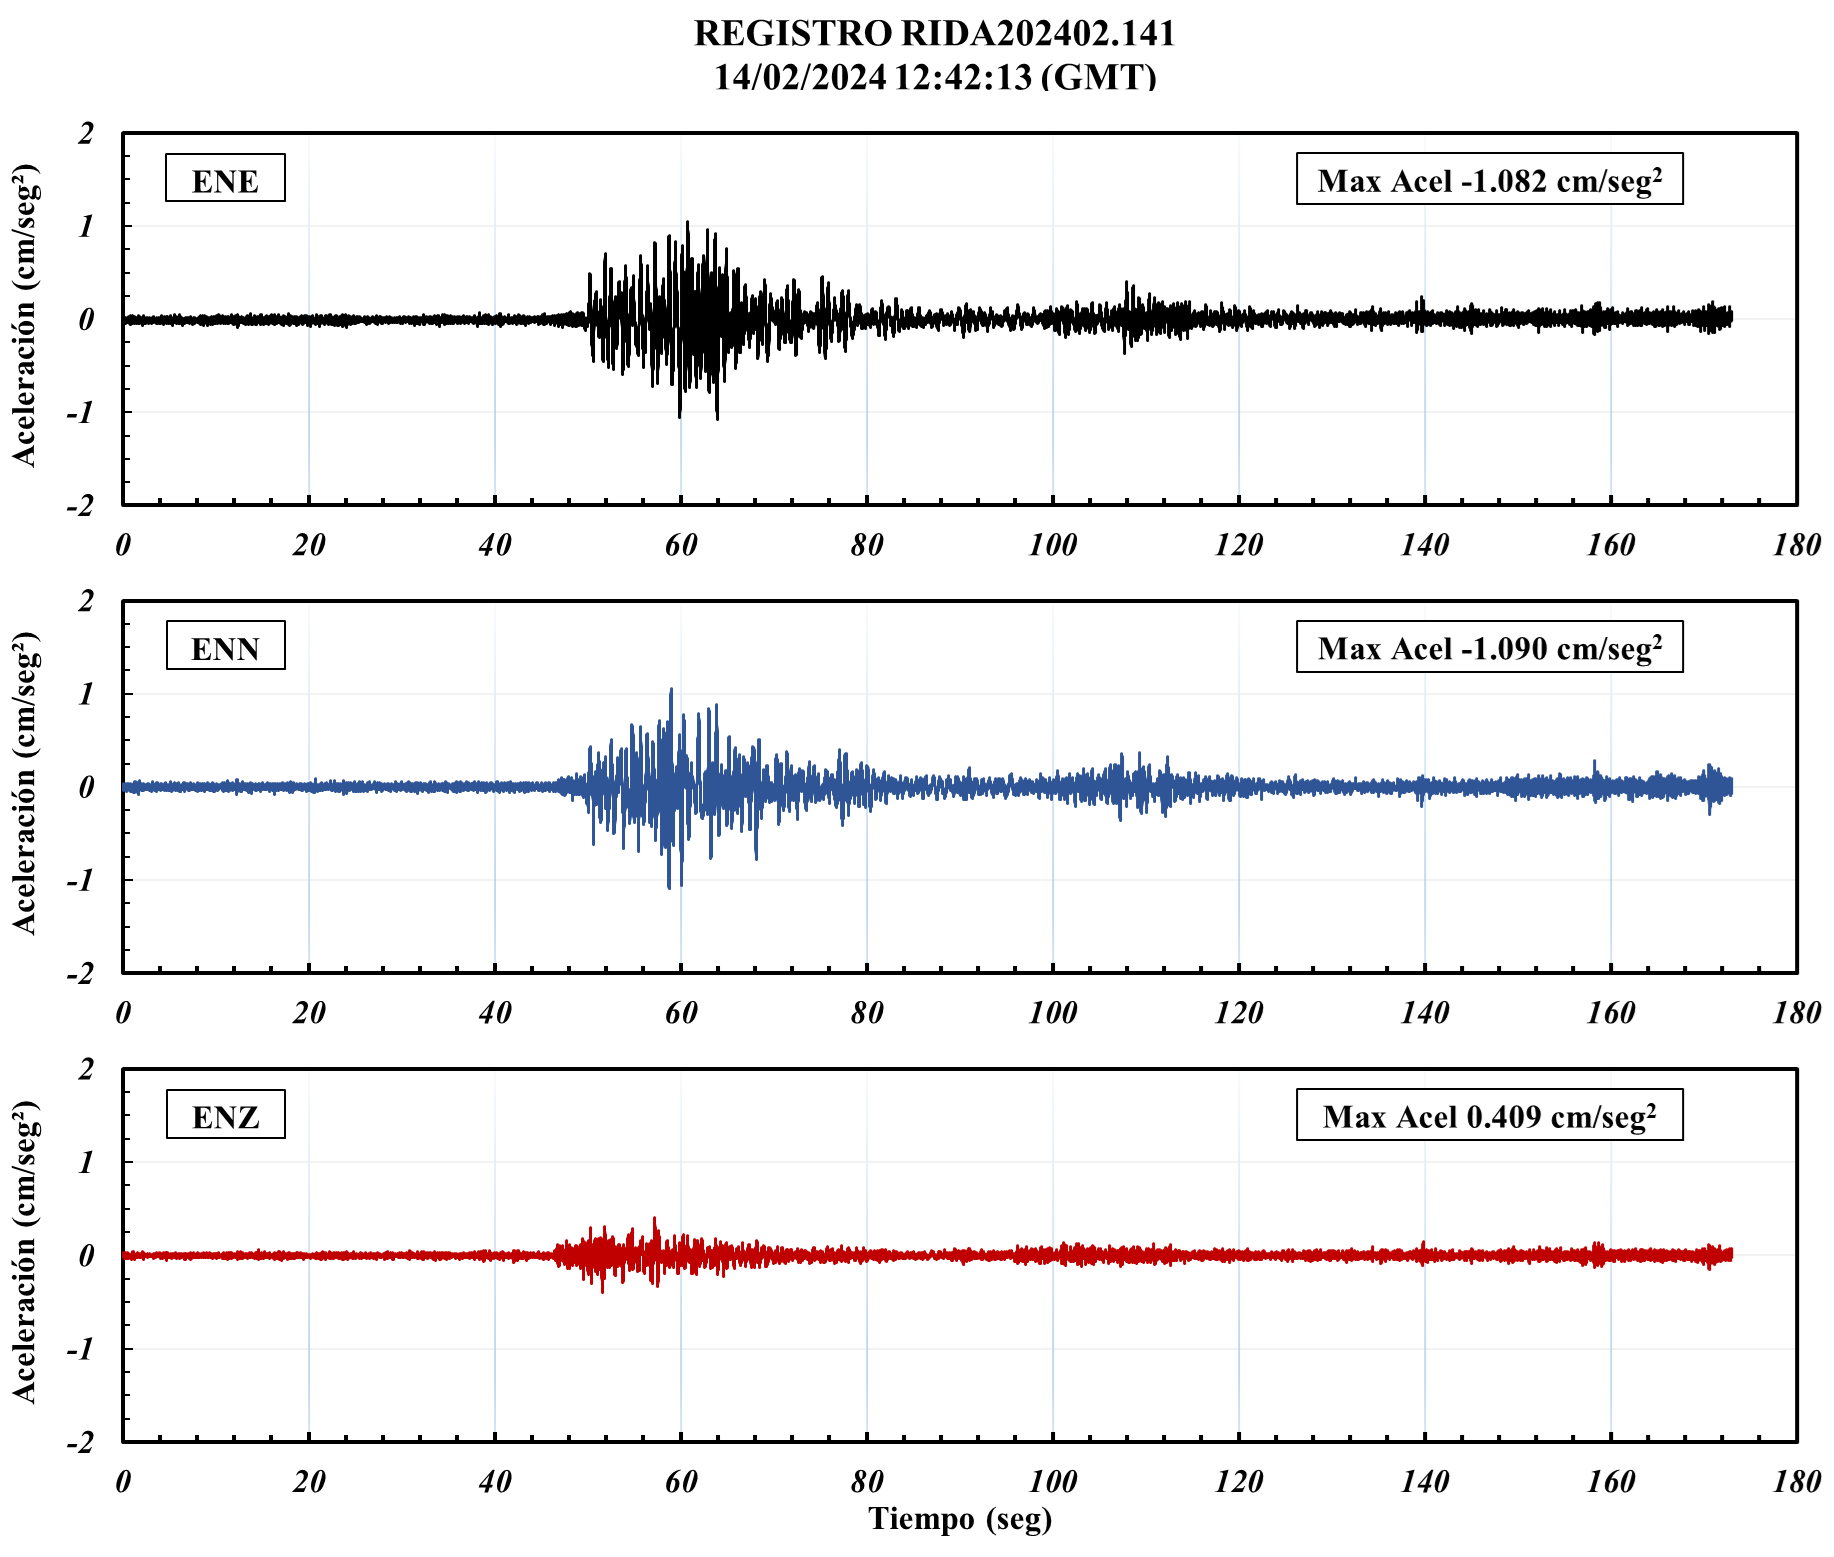 REGISTRO RIDA202402.141
14/02/2024 12:42:13 (GMT)
Aceleración (cm/seg²)
2
1
0
-1
-2
ENE
Max Acel -1.082 cm/seg²
0 20 40 60 80 100 120 140 160 180
Aceleración (cm/seg²)
2
1
0
-1
-2
ENN
Max Acel -1.090 cm/seg²
0 20 40 60 80 100 120 140 160 180
Aceleración (cm/seg²)
2
1
0
-1
-2
ENZ
Max Acel 0.409 cm/seg²
0 20 40 60 80 100 120 140 160 180
Tiempo (seg)